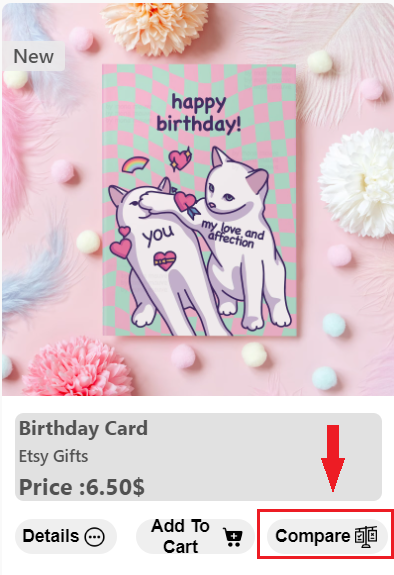 New
happy
birthday!
you
my love and
affection
Birthday Card
Etsy Gifts
Price :6.50$
Details
Add To
Cart
Compare